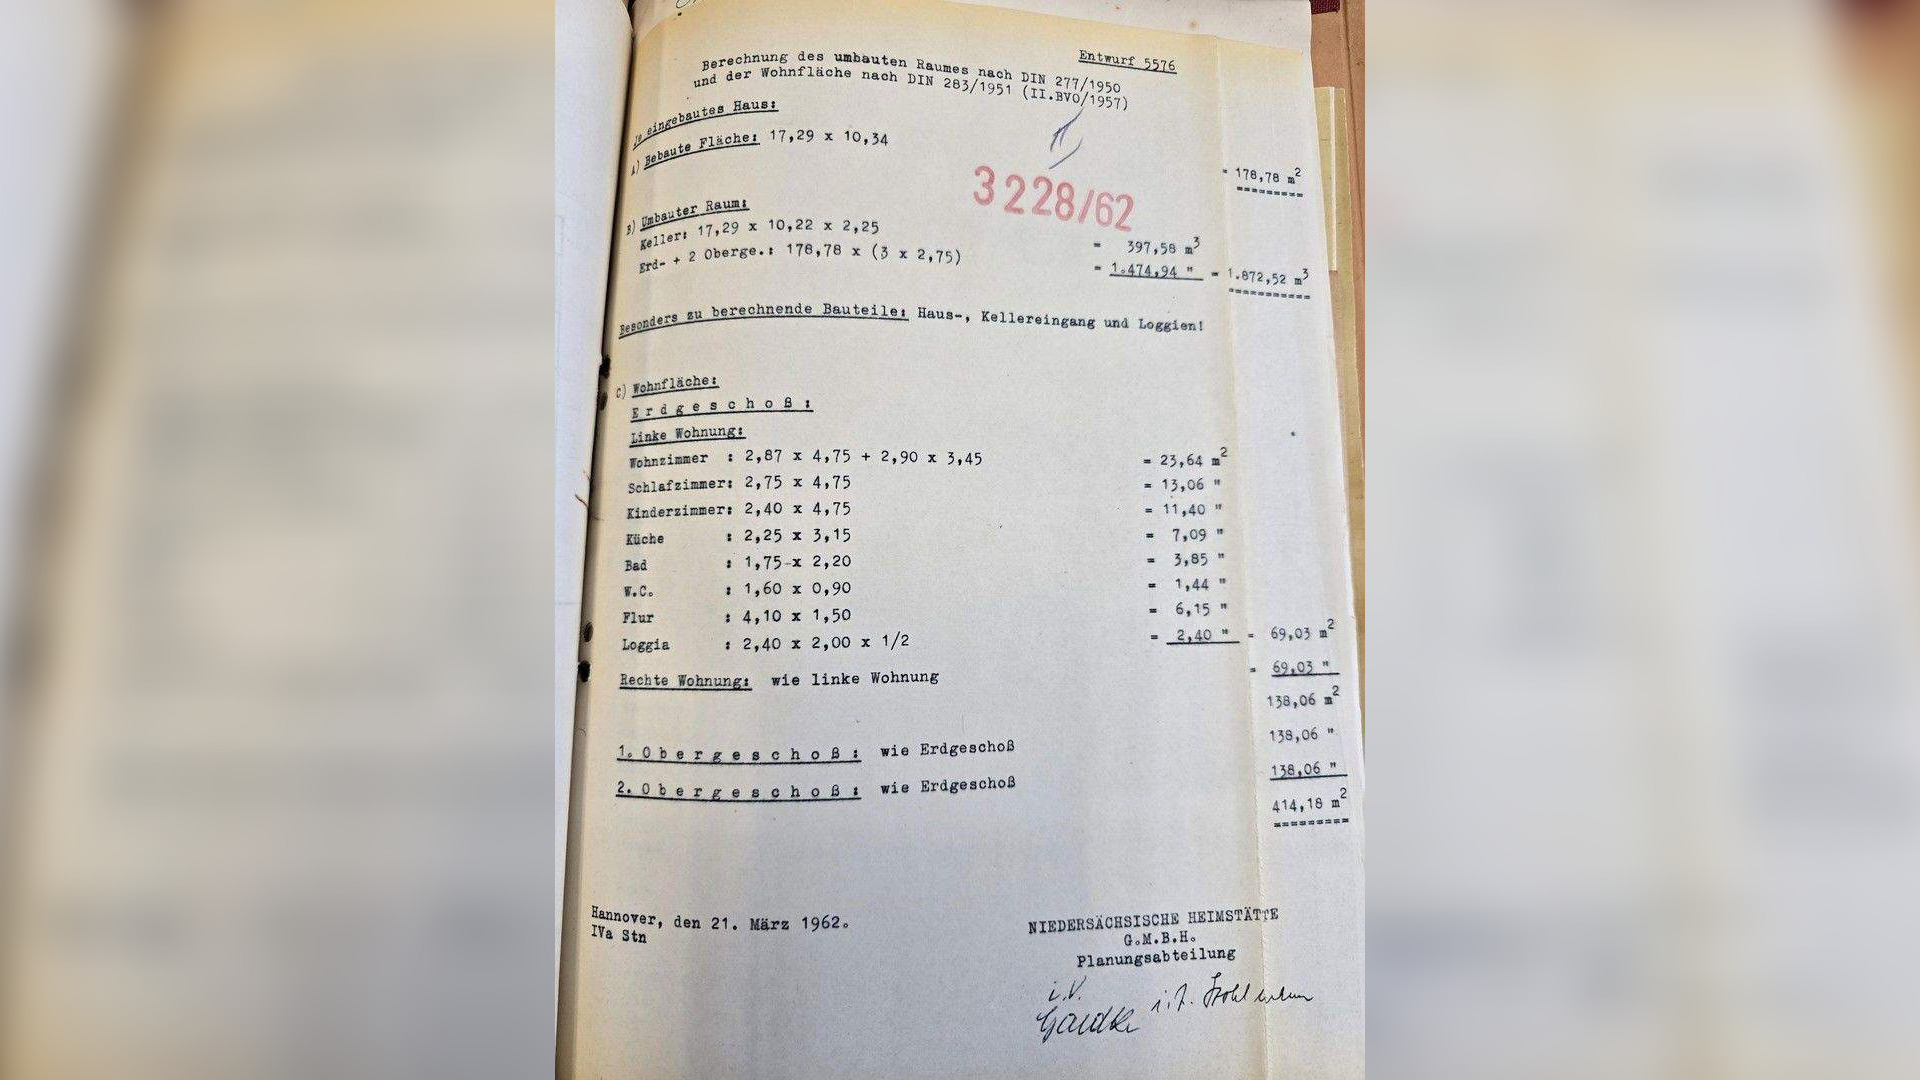 Entwurf 5576
Berechnung des umbauten Raumes nach DIN 277/1950
und der Wohnfläche nach DIN 283/1951 (II.BVO/1957)
Je eingebautes Haus:
A) Bebaute Fläche: 17,29 x 10,34 = 178,78 m²
3228/62
B) Umbauter Raum:
Keller: 17,29 x 10,22 x 2,25 = 397,58 m³
Erd- + 2 Oberge.: 178,78 x (3 x 2,75) = 1.474,94 " = 1.872,52 m³
Besonders zu berechnende Bauteile: Haus-, Kellereingang und Loggien!
C) Wohnfläche:
Erdgeschoß:
Linke Wohnung:
Wohnzimmer : 2,87 x 4,75 + 2,90 x 3,45 = 23,64 m²
Schlafzimmer: 2,75 x 4,75 = 13,06 "
Kinderzimmer: 2,40 x 4,75 = 11,40 "
Küche : 2,25 x 3,15 = 7,09 "
Bad : 1,75 x 2,20 = 3,85 "
W.C. : 1,60 x 0,90 = 1,44 "
Flur : 4,10 x 1,50 = 6,15 "
Loggia : 2,40 x 2,00 x 1/2 = 2,40 " = 69,03 m²
Rechte Wohnung: wie linke Wohnung = 69,03 "
138,06 m²
1. Obergeschoß: wie Erdgeschoß 138,06 "
2. Obergeschoß: wie Erdgeschoß 138,06 "
414,18 m²
Hannover, den 21. März 1962.
IVa Stn
NIEDERSÄCHSISCHE HEIMSTÄTTE
G.M.B.H.
Planungsabteilung
i.V.